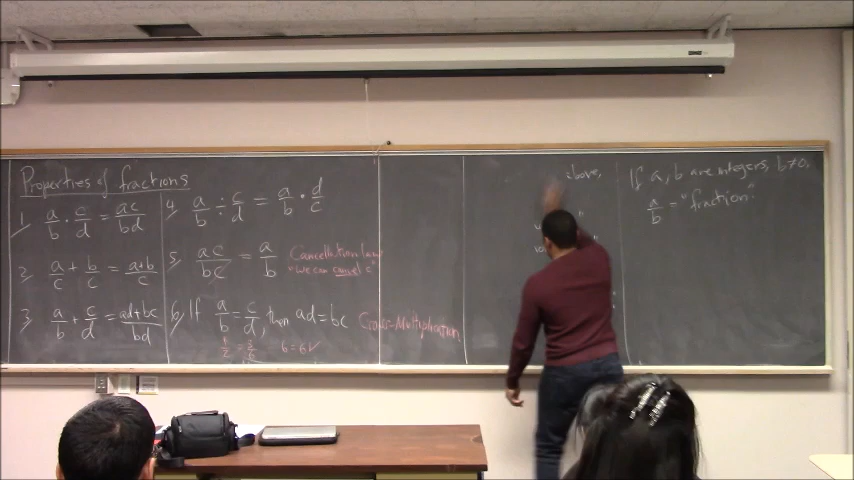 Properties of fractions
1 a/b · c/d = ac/bd
2 a/c + b/c = a+b/c
3 a/b + c/d = ad+bc/bd
4 a/b ÷ c/d = a/b · d/c
5 ac/bc = a/b Cancellation law
"We can cancel c"
6 If a/b = c/d, then ad = bc Cross-Multiplication
1/2 = 3/6 6 = 6 ✓
above,
If a, b are integers, b≠0,
a/b = "fraction".